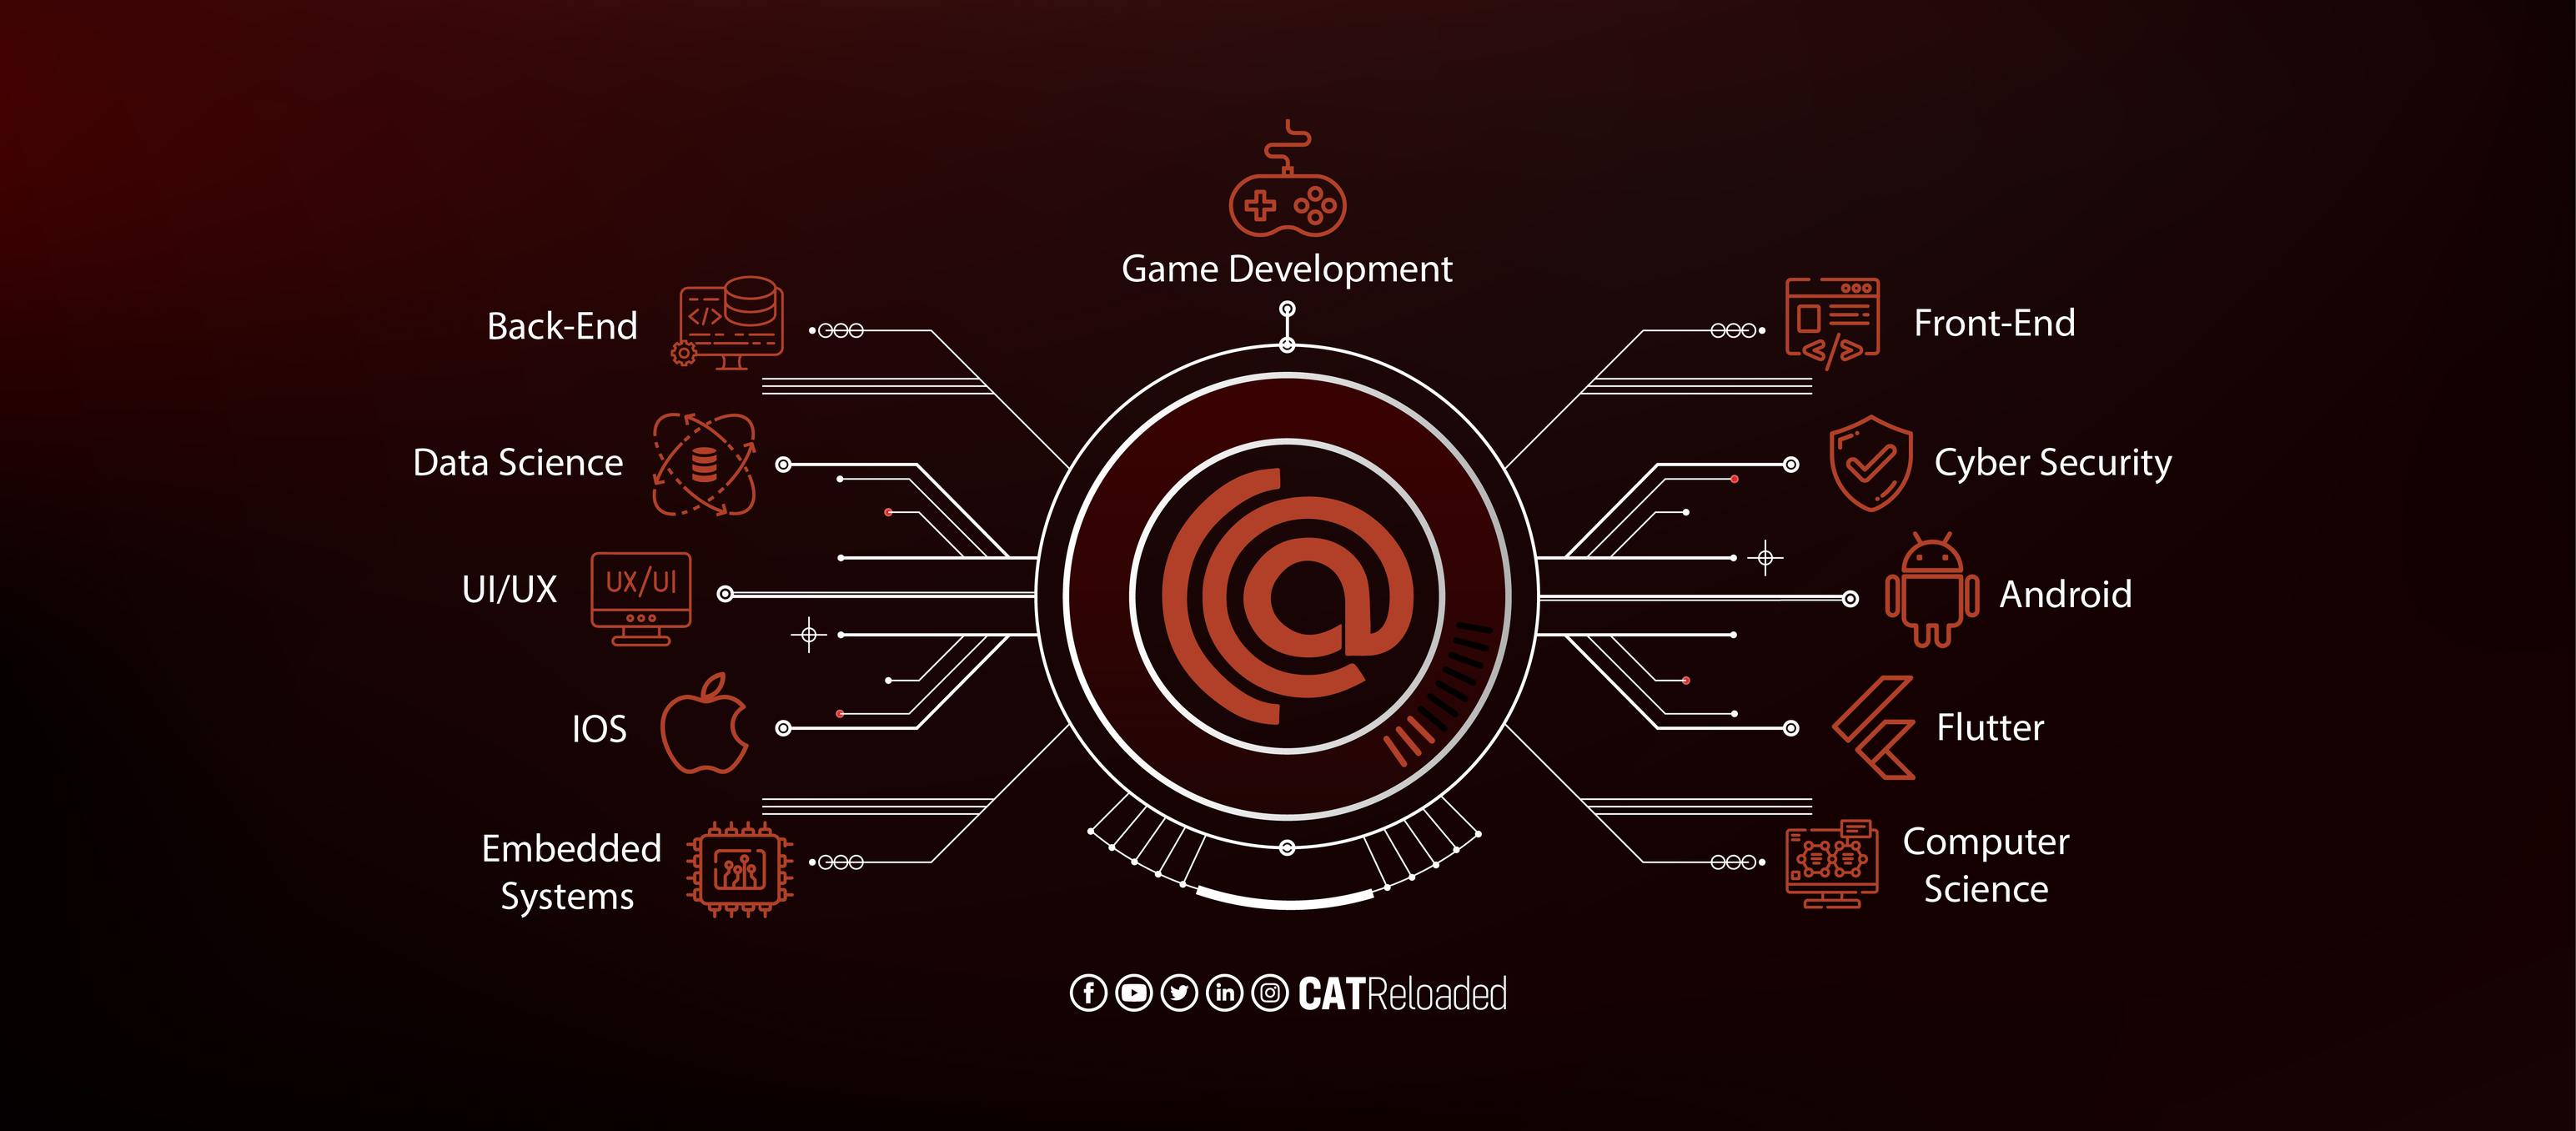 Game Development
Back-End
Front-End
Data Science
Cyber Security
UI/UX
UX/UI
Android
IOS
Flutter
Embedded
Systems
Computer
Science
CATReloaded